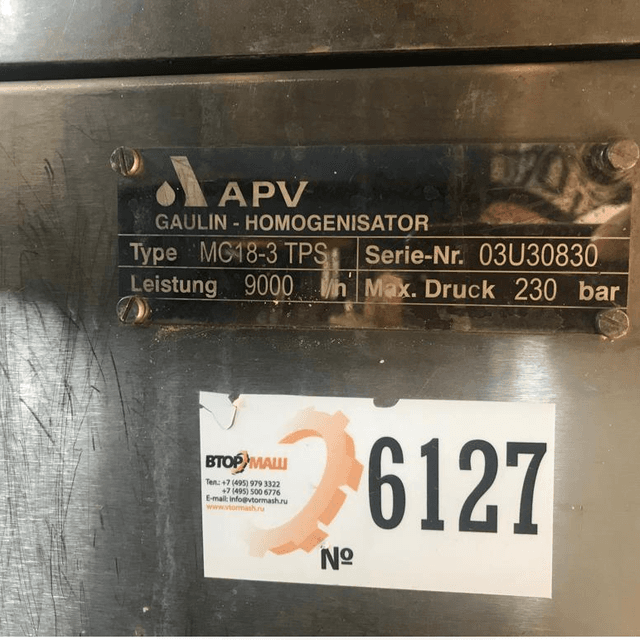 APV
GAULIN - HOMOGENISATOR
Type MC18-3 TPS Serie-Nr. 03U30830
Leistung 9000 l/h Max. Druck 230 bar
ВТОРМАШ
Тел.: +7 (495) 979 3322
+7 (495) 500 6776
E-mail: info@vtormash.ru
www.vtormash.ru
№ 6127